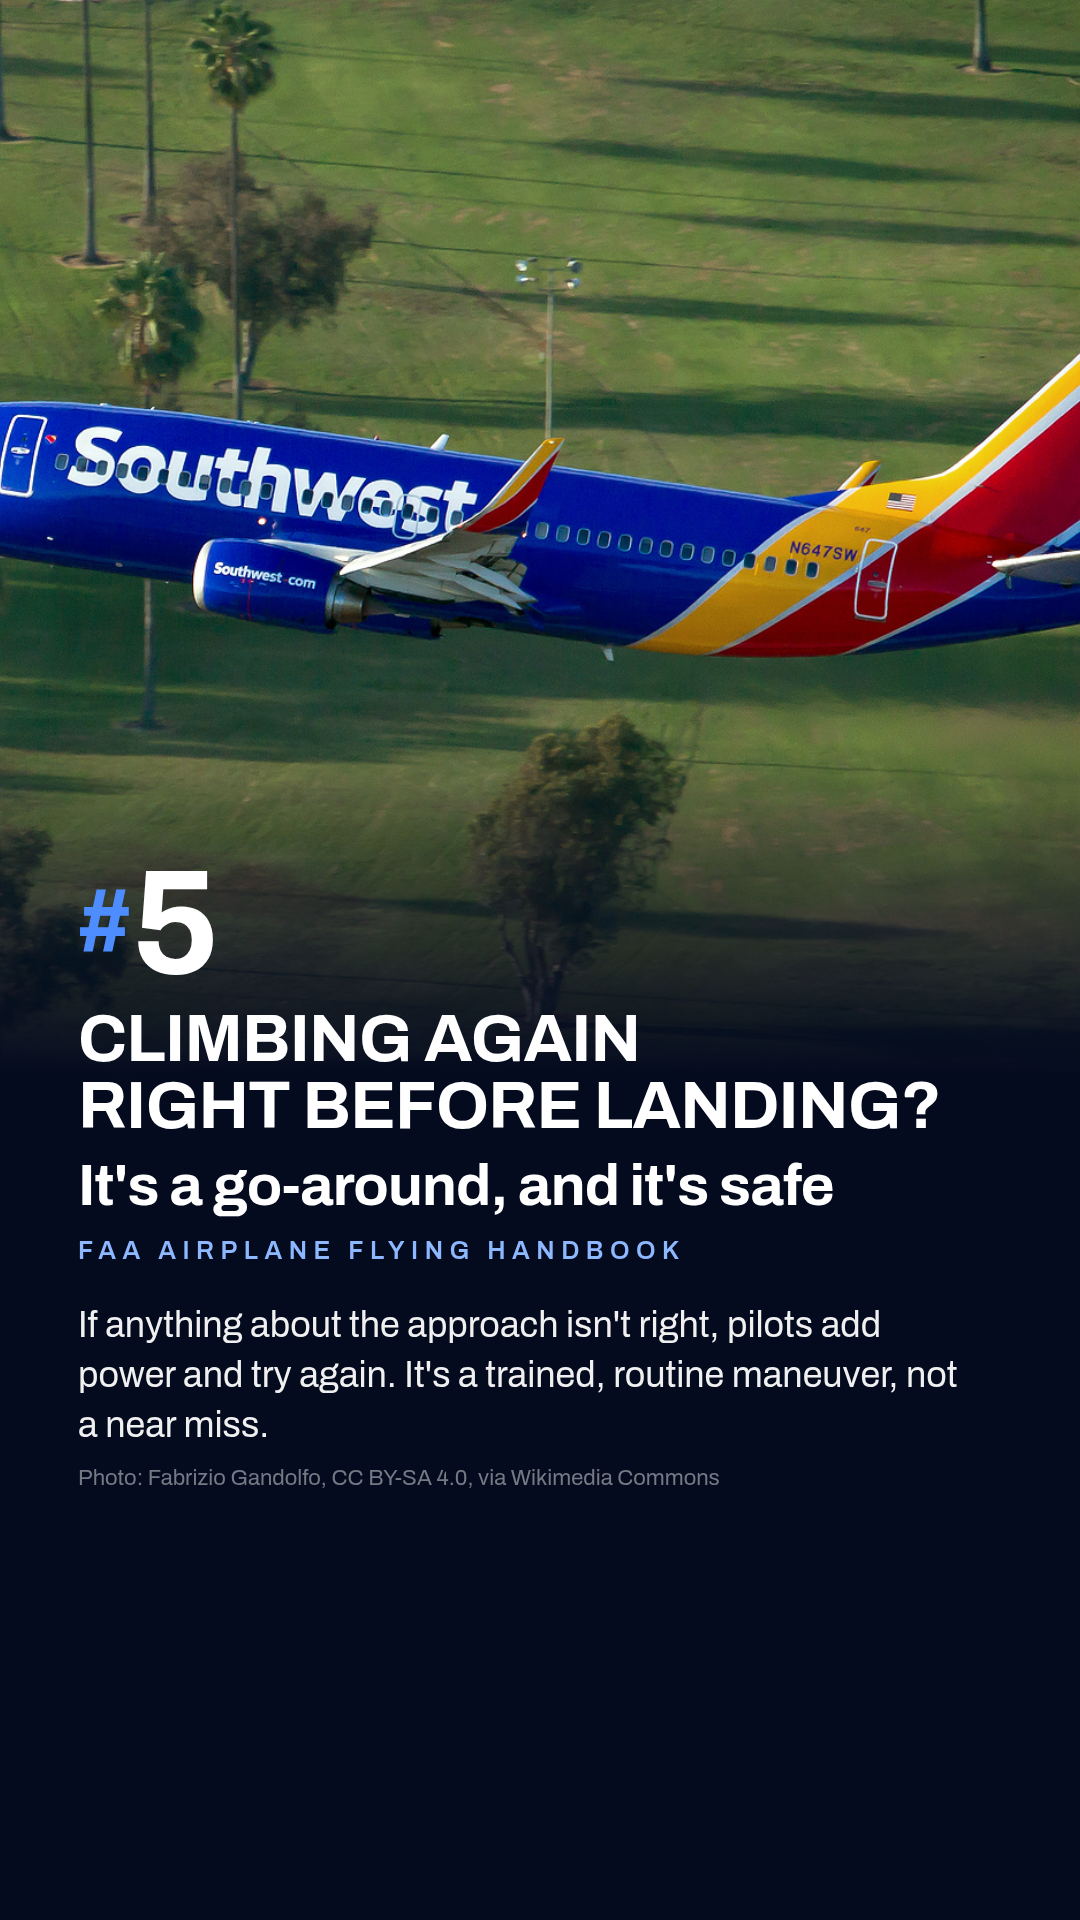 Southwest
Southwest.com
N647SW
647
#5
CLIMBING AGAIN
RIGHT BEFORE LANDING?
It's a go-around, and it's safe
FAA AIRPLANE FLYING HANDBOOK
If anything about the approach isn't right, pilots add
power and try again. It's a trained, routine maneuver, not
a near miss.
Photo: Fabrizio Gandolfo, CC BY-SA 4.0, via Wikimedia Commons